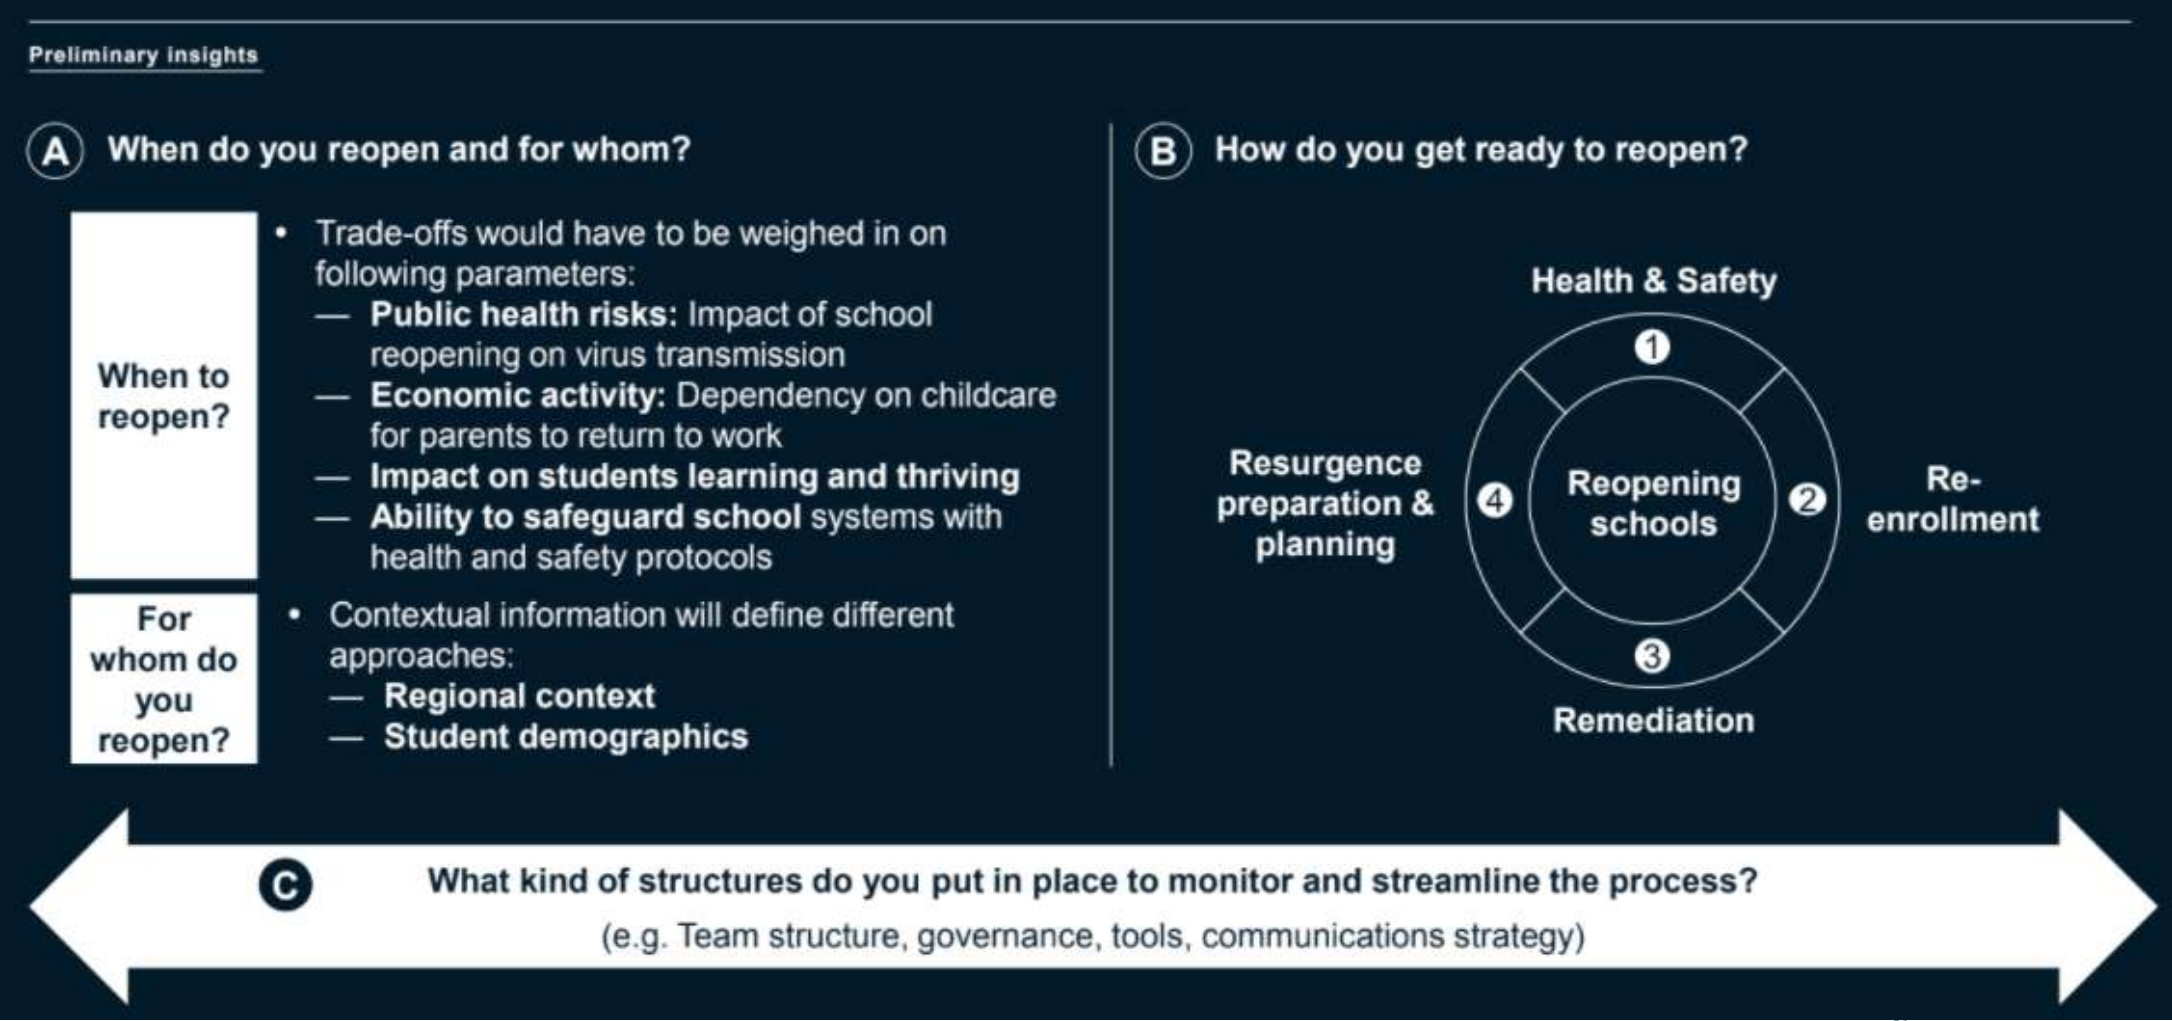 Preliminary insights
A When do you reopen and for whom?
When to
reopen?
• Trade-offs would have to be weighed in on
following parameters:
— Public health risks: Impact of school
reopening on virus transmission
— Economic activity: Dependency on childcare
for parents to return to work
— Impact on students learning and thriving
— Ability to safeguard school systems with
health and safety protocols
For
whom do
you
reopen?
• Contextual information will define different
approaches:
— Regional context
— Student demographics
B How do you get ready to reopen?
Health & Safety
1
Re-
enrollment
2
3
Remediation
Resurgence
preparation &
planning
4
Reopening
schools
C What kind of structures do you put in place to monitor and streamline the process?
(e.g. Team structure, governance, tools, communications strategy)